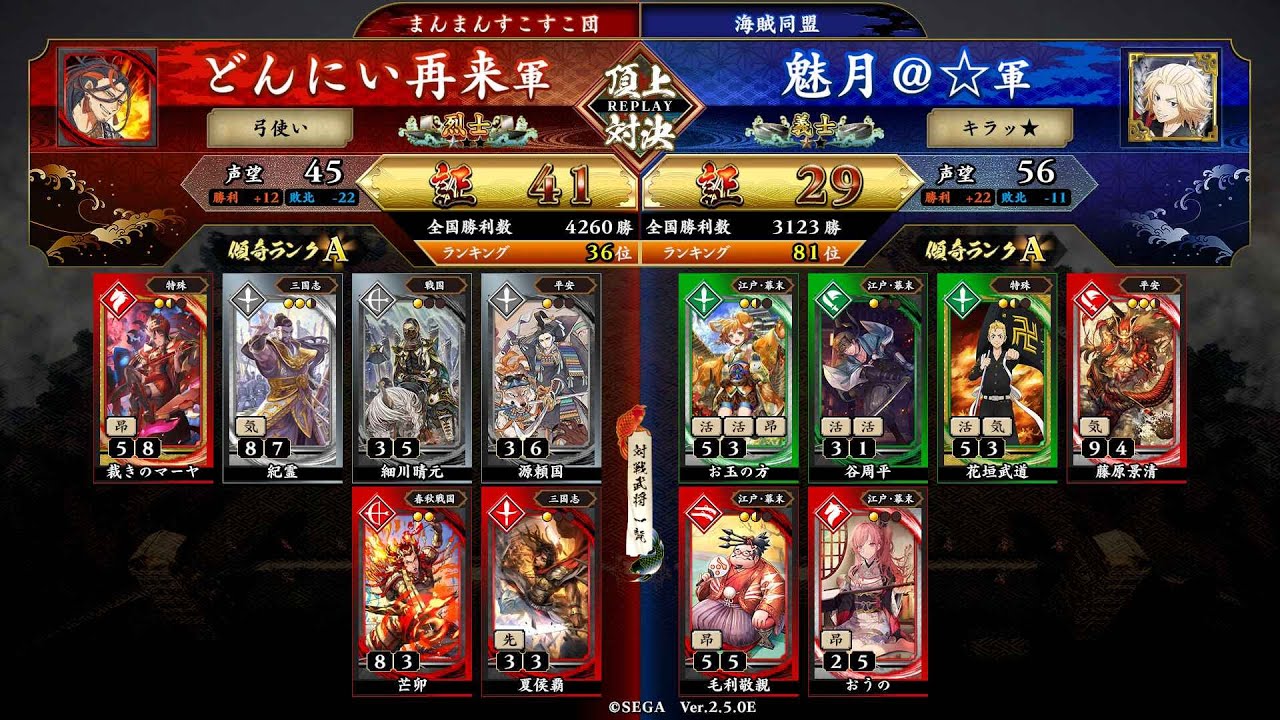 まんまんすこすこ団
海賊同盟
どんにい再来軍
頂上
REPLAY
対決
魅月@☆軍
弓使い
烈士
義士
キラッ★
声望 45
勝利 +12 敗北 -22
証 41
証 29
声望 56
勝利 +22 敗北 -11
全国勝利数 4260勝
全国勝利数 3123勝
傾奇ランクA
ランキング 36位
ランキング 81位
傾奇ランクA
特殊
昂
5 8
裁きのマーヤ
三国志
気
8 7
紀霊
戦国
3 5
細川晴元
平安
3 6
源頼国
江戸・幕末
活 活 昂
5 3
お玉の方
江戸・幕末
活 活
3 1
谷周平
特殊
卍
活 気
5 3
花垣武道
平安
気
9 4
藤原景清
対戦武将一覧
春秋戦国
8 3
芒卯
三国志
先
3 3
夏侯覇
江戸・幕末
昂
5 5
毛利敬親
江戸・幕末
昂
2 5
おうの
©SEGA Ver.2.5.0E